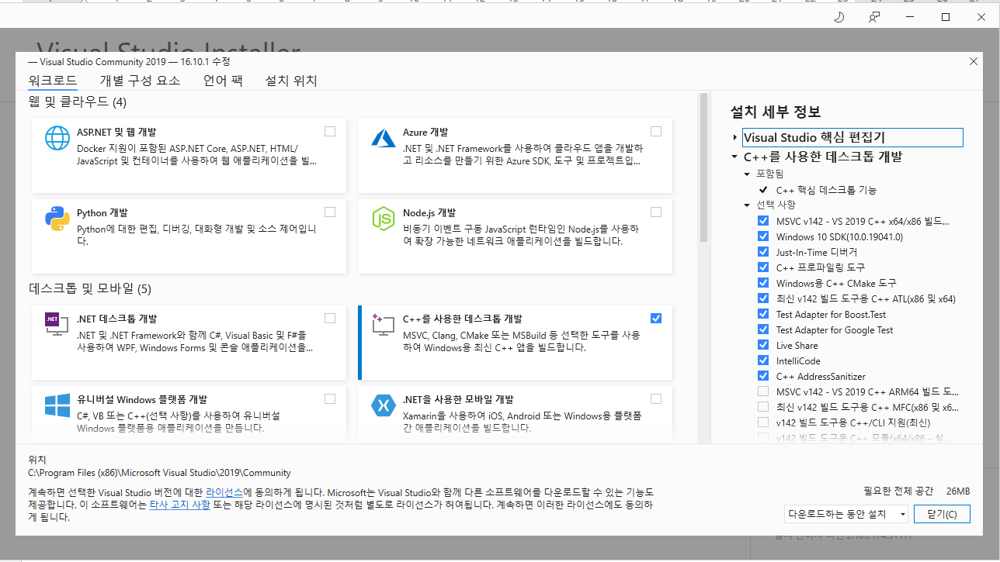 Visual Studio Installer
— Visual Studio Community 2019 — 16.10.1 수정
워크로드 개별 구성 요소 언어 팩 설치 위치
웹 및 클라우드 (4)
ASP.NET 및 웹 개발
Docker 지원이 포함된 ASP.NET Core, ASP.NET, HTML/
JavaScript 및 컨테이너를 사용하여 웹 애플리케이션을 빌...
Azure 개발
.NET 및 .NET Framework를 사용하여 클라우드 앱을 개발하
고 리소스를 만들기 위한 Azure SDK, 도구 및 프로젝트입...
Python 개발
Python에 대한 편집, 디버깅, 대화형 개발 및 소스 제어입니
다.
Node.js 개발
비동기 이벤트 구동 JavaScript 런타임인 Node.js를 사용하
여 확장 가능한 네트워크 애플리케이션을 빌드합니다.
데스크톱 및 모바일 (5)
.NET 데스크톱 개발
.NET 및 .NET Framework와 함께 C#, Visual Basic 및 F#을
사용하여 WPF, Windows Forms 및 콘솔 애플리케이션을...
C++를 사용한 데스크톱 개발
MSVC, Clang, CMake 또는 MSBuild 등 선택한 도구를 사용
하여 Windows용 최신 C++ 앱을 빌드합니다.
유니버설 Windows 플랫폼 개발
C#, VB 또는 C++(선택 사항)를 사용하여 유니버설
Windows 플랫폼용 애플리케이션을 만듭니다.
.NET을 사용한 모바일 개발
Xamarin을 사용하여 iOS, Android 또는 Windows용 플랫폼
간 애플리케이션을 빌드합니다.
설치 세부 정보
Visual Studio 핵심 편집기
C++를 사용한 데스크톱 개발
포함됨
C++ 핵심 데스크톱 기능
선택 사항
MSVC v142 - VS 2019 C++ x64/x86 빌드...
Windows 10 SDK(10.0.19041.0)
Just-In-Time 디버거
C++ 프로파일링 도구
Windows용 C++ CMake 도구
최신 v142 빌드 도구용 C++ ATL(x86 및 x64)
Test Adapter for Boost.Test
Test Adapter for Google Test
Live Share
IntelliCode
C++ AddressSanitizer
MSVC v142 - VS 2019 C++ ARM64 빌드 도...
최신 v142 빌드 도구용 C++ MFC(x86 및 x6...
v142 빌드 도구용 C++/CLI 지원(최신)
v142 빌드 도구용 C++ 모듈(x64/x86 – 실...
위치
C:\Program Files (x86)\Microsoft Visual Studio\2019\Community
계속하면 선택한 Visual Studio 버전에 대한 라이선스에 동의하게 됩니다. Microsoft는 Visual Studio와 함께 다른 소프트웨어를 다운로드할 수 있는 기능도
제공합니다. 이 소프트웨어는 타사 고지 사항 또는 해당 라이선스에 명시된 것처럼 별도로 라이선스가 허여됩니다. 계속하면 이러한 라이선스에도 동의하
게 됩니다.
필요한 전체 공간 26MB
다운로드하는 동안 설치
닫기(C)